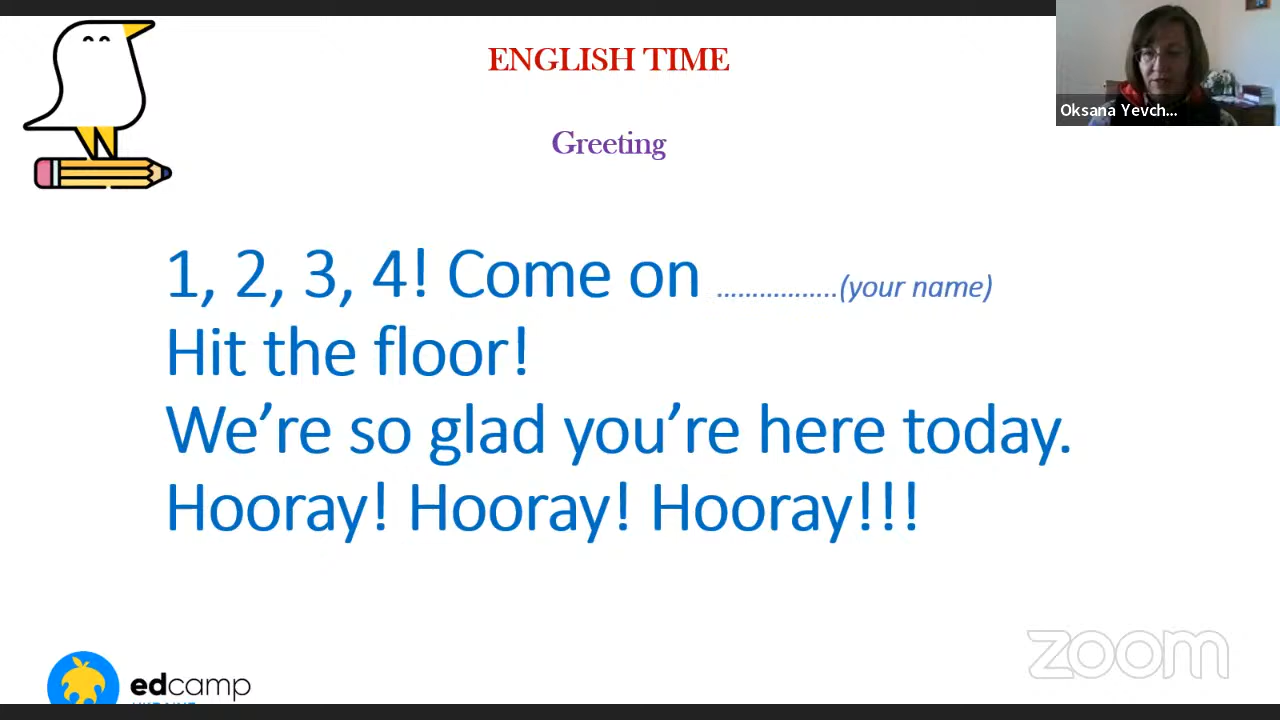 ENGLISH TIME
Oksana Yevch...
Greeting
1, 2, 3, 4! Come on ................(your name)
Hit the floor!
We’re so glad you’re here today.
Hooray! Hooray! Hooray!!!
zoom
edcamp